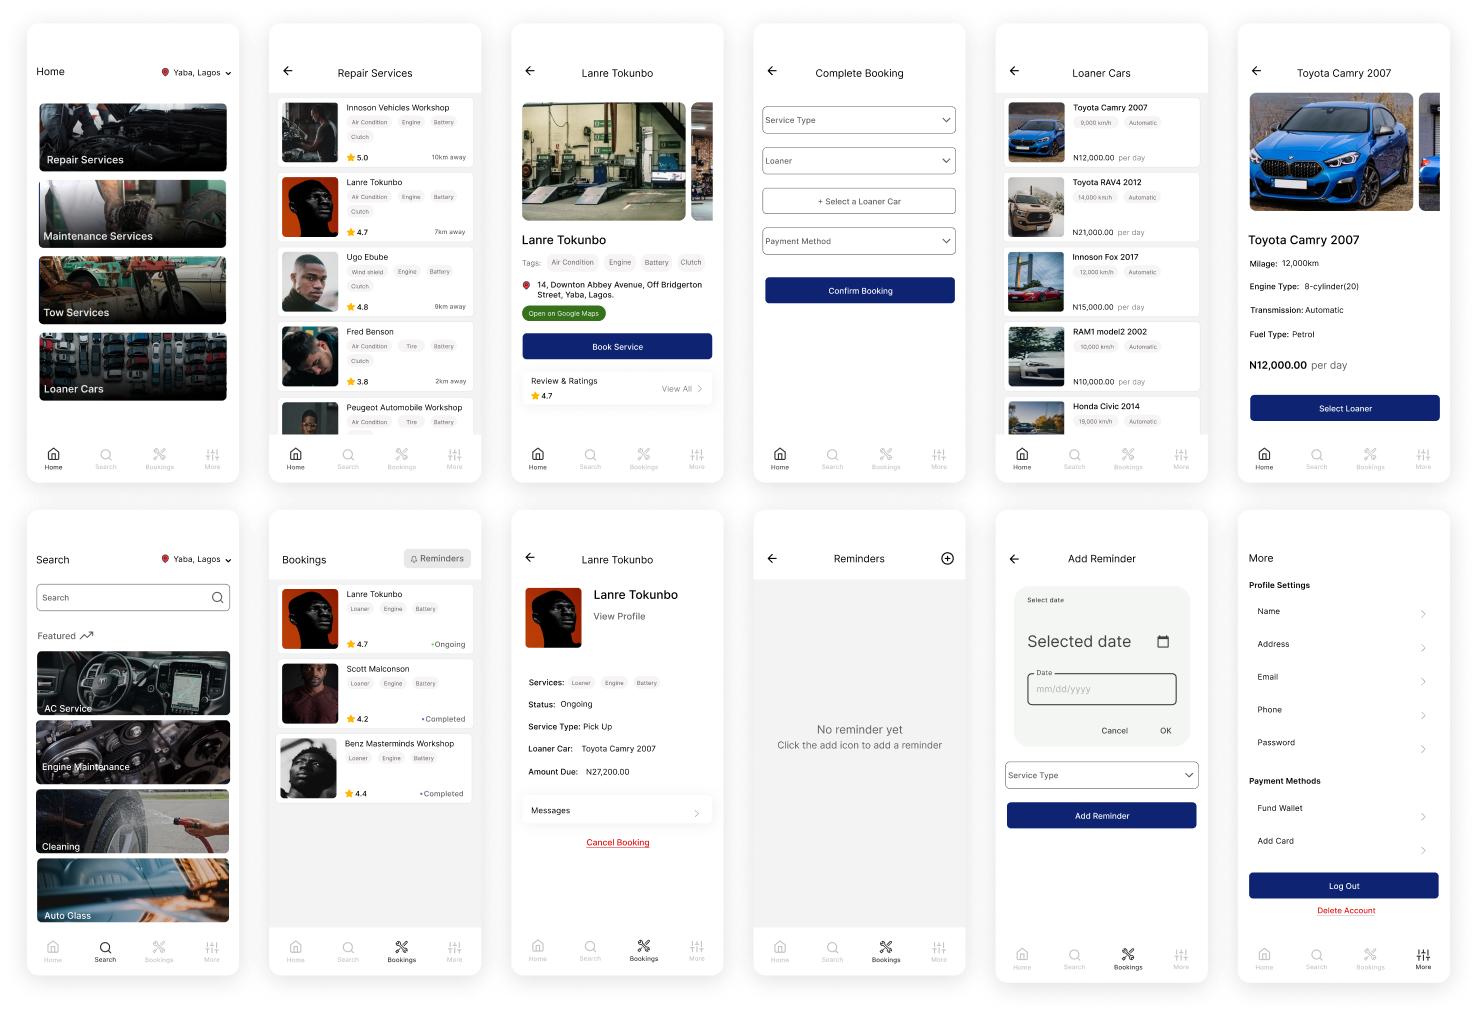 Home
Yaba, Lagos
Repair Services
Maintenance Services
Tow Services
Loaner Cars
Home
Search
Bookings
More
Repair Services
Innoson Vehicles Workshop
Air Condition
Engine
Battery
Clutch
5.0
10km away
Lanre Tokunbo
Air Condition
Engine
Battery
Clutch
4.7
7km away
Ugo Ebube
Wind shield
Engine
Battery
Clutch
4.8
9km away
Fred Benson
Air Condition
Tire
Battery
Clutch
3.8
2km away
Peugeot Automobile Workshop
Air Condition
Tire
Battery
Home
Search
Bookings
More
Lanre Tokunbo
Lanre Tokunbo
Tags:
Air Condition
Engine
Battery
Clutch
14, Downton Abbey Avenue, Off Bridgerton
Street, Yaba, Lagos.
Open on Google Maps
Book Service
Review & Ratings
4.7
View All
Home
Search
Bookings
More
Complete Booking
Service Type
Loaner
+ Select a Loaner Car
Payment Method
Confirm Booking
Home
Search
Bookings
More
Loaner Cars
Toyota Camry 2007
9,000 km/h
Automatic
N12,000.00 per day
Toyota RAV4 2012
14,000 km/h
Automatic
N21,000.00 per day
Innoson Fox 2017
12,000 km/h
Automatic
N15,000.00 per day
RAM1 model2 2002
10,000 km/h
Automatic
N10,000.00 per day
Honda Civic 2014
19,000 km/h
Automatic
Home
Search
Bookings
More
Toyota Camry 2007
Toyota Camry 2007
Milage: 12,000km
Engine Type: 8-cylinder(20)
Transmission: Automatic
Fuel Type: Petrol
N12,000.00 per day
Select Loaner
Home
Search
Bookings
More
Search
Yaba, Lagos
Search
Featured
AC Service
Engine Maintenance
Cleaning
Auto Glass
Home
Search
Bookings
More
Bookings
Reminders
Lanre Tokunbo
Loaner
Engine
Battery
4.7
•Ongoing
Scott Malconson
Loaner
Engine
Battery
4.2
•Completed
Benz Masterminds Workshop
Loaner
Engine
Battery
4.4
•Completed
Home
Search
Bookings
More
Lanre Tokunbo
Lanre Tokunbo
View Profile
Services:
Loaner
Engine
Battery
Status: Ongoing
Service Type: Pick Up
Loaner Car: Toyota Camry 2007
Amount Due: N27,200.00
Messages
Cancel Booking
Home
Search
Bookings
More
Reminders
No reminder yet
Click the add icon to add a reminder
Home
Search
Bookings
More
Add Reminder
Select date
Selected date
Date
mm/dd/yyyy
Cancel
OK
Service Type
Add Reminder
Home
Search
Bookings
More
More
Profile Settings
Name
Address
Email
Phone
Password
Payment Methods
Fund Wallet
Add Card
Log Out
Delete Account
Home
Search
Bookings
More